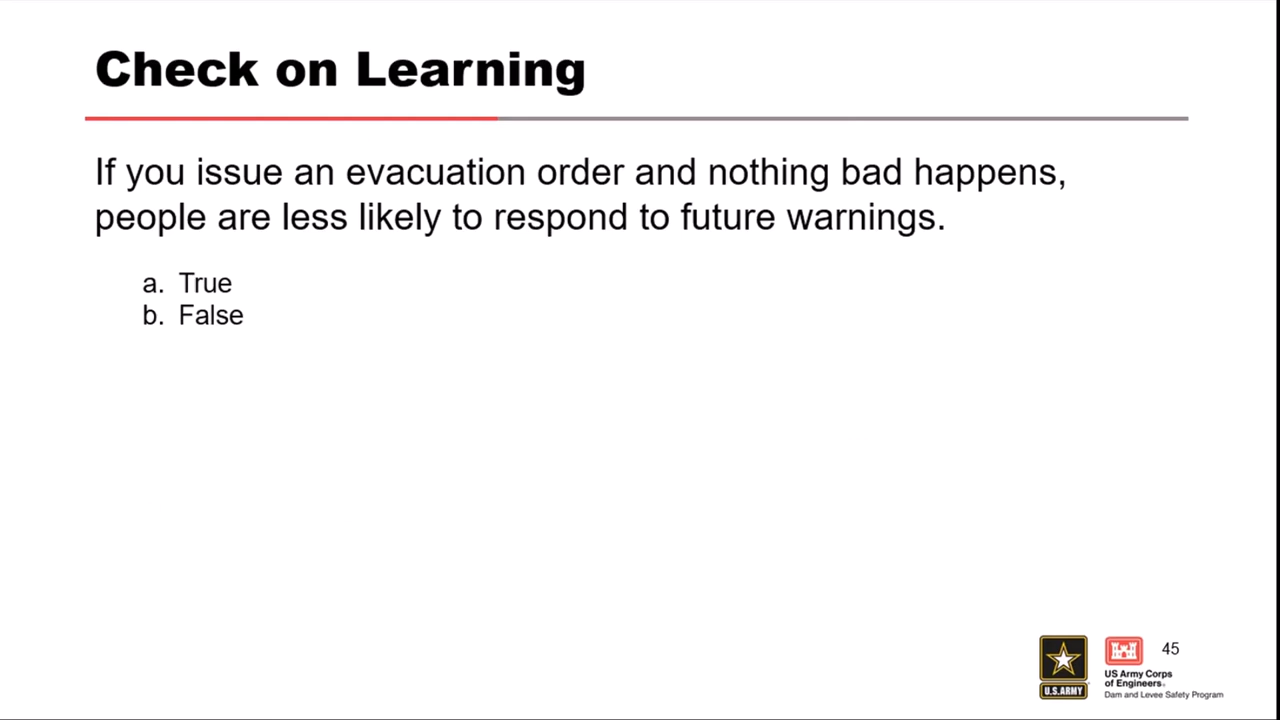 Check on Learning
If you issue an evacuation order and nothing bad happens,
people are less likely to respond to future warnings.
a. True
b. False
45
U.S.ARMY
US Army Corps
of Engineers.
Dam and Levee Safety Program